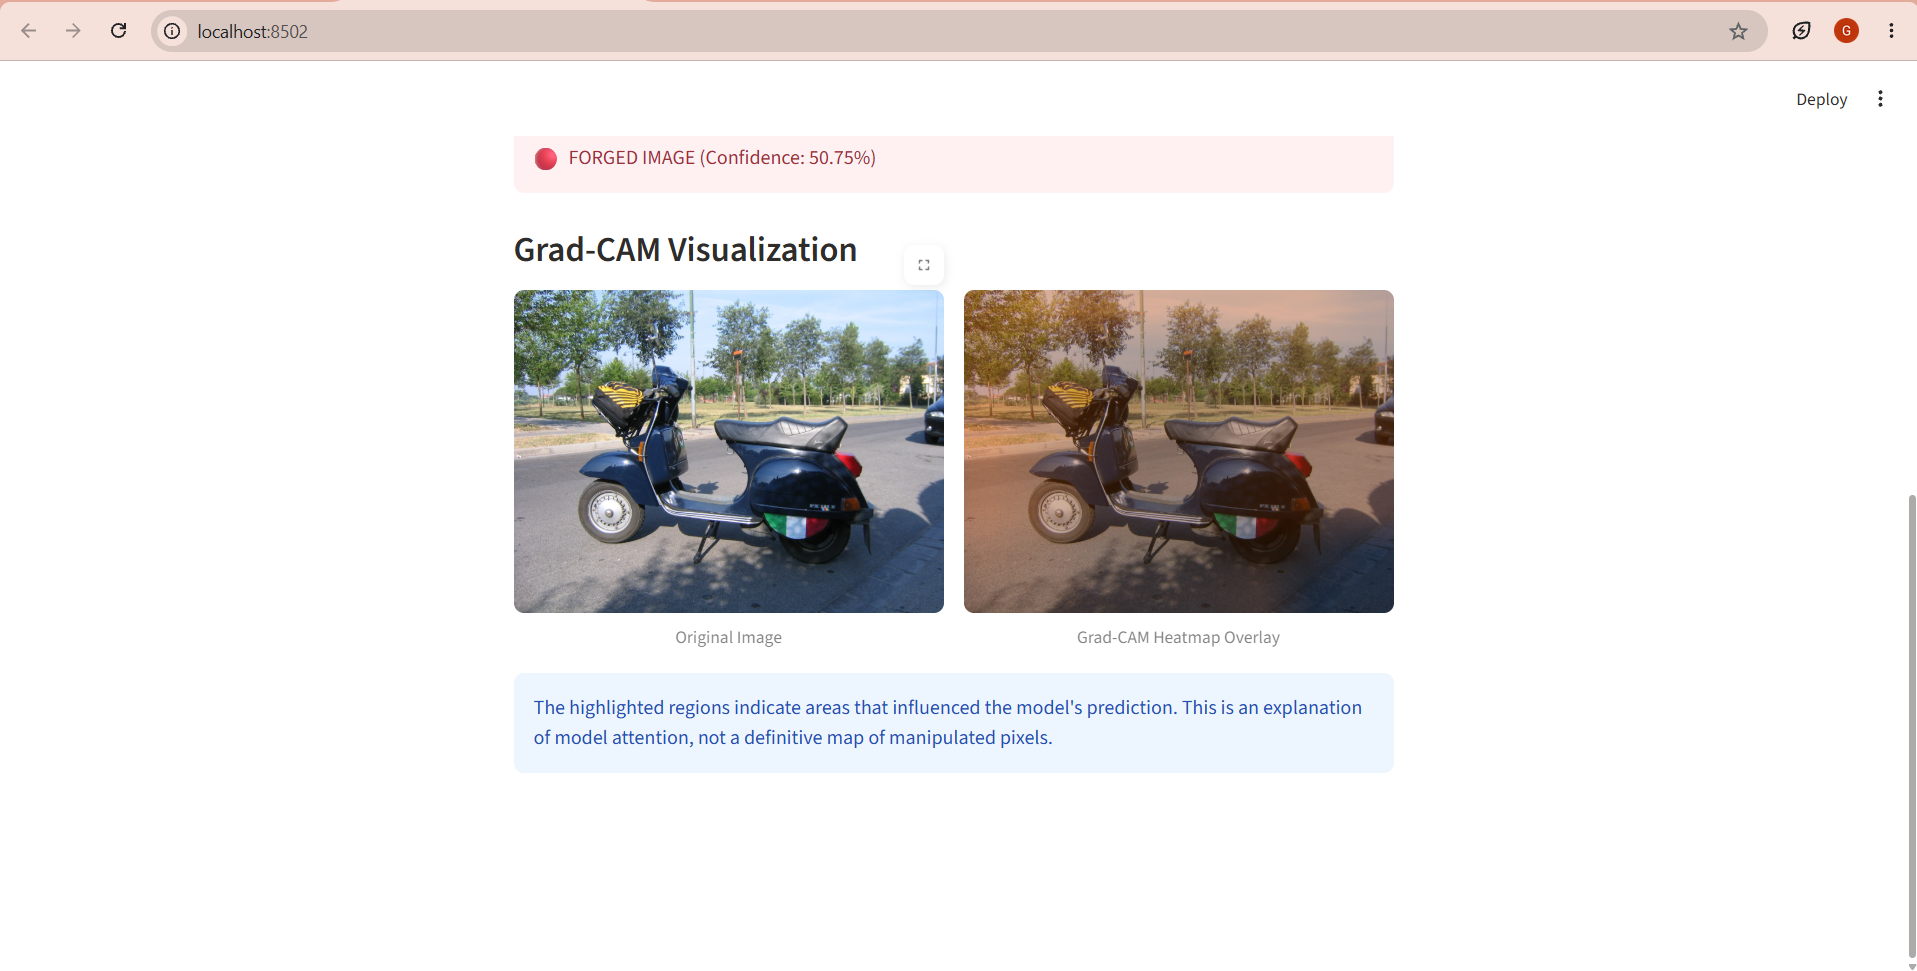 localhost:8502
G
Deploy
FORGED IMAGE (Confidence: 50.75%)
Grad-CAM Visualization
Original Image
Grad-CAM Heatmap Overlay
The highlighted regions indicate areas that influenced the model's prediction. This is an explanation
of model attention, not a definitive map of manipulated pixels.